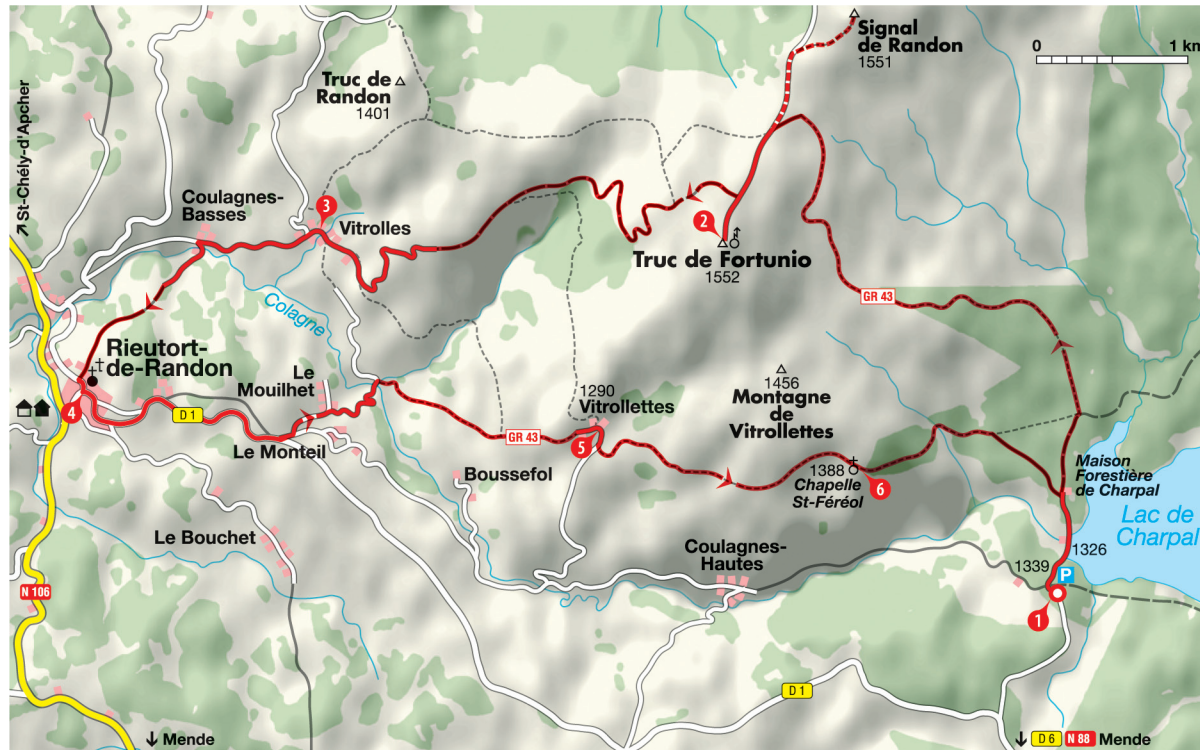 Signal
de Randon
1551
0 1 km
Truc de
Randon
1401
↗ St-Chély-d'Apcher
Coulagnes-
Basses
3
Vitrolles
2
Truc de Fortunio
1552
GR 43
Colagne
Rieutort-
de-Randon
Le
Mouilhet
4
D 1
Le Monteil
1290
Vitrollettes
GR 43
5
1456
Montagne
de
Vitrollettes
1388
Chapelle
St-Féréol
6
Boussefol
Maison
Forestière
de Charpal
Lac de
Charpal
Le Bouchet
Coulagnes-
Hautes
1326
1339
P
1
N 106
D 1
↓ Mende
↓ D 6 N 88 Mende